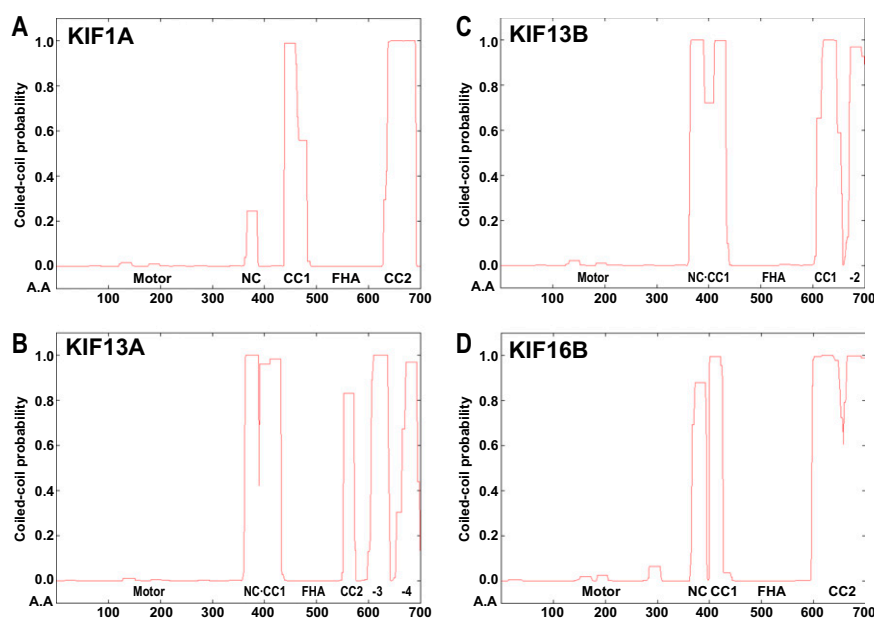 A
KIF1A
Coiled-coil probability
1.0
0.8
0.6
0.4
0.2
0.0
A.A
Motor NC CC1 FHA CC2
100 200 300 400 500 600 700
B
KIF13A
Coiled-coil probability
1.0
0.8
0.6
0.4
0.2
0.0
A.A
Motor NC·CC1 FHA CC2 -3 -4
100 200 300 400 500 600 700
C
KIF13B
Coiled-coil probability
1.0
0.8
0.6
0.4
0.2
0.0
A.A
Motor NC·CC1 FHA CC1 -2
100 200 300 400 500 600 700
D
KIF16B
Coiled-coil probability
1.0
0.8
0.6
0.4
0.2
0.0
A.A
Motor NC CC1 FHA CC2
100 200 300 400 500 600 700